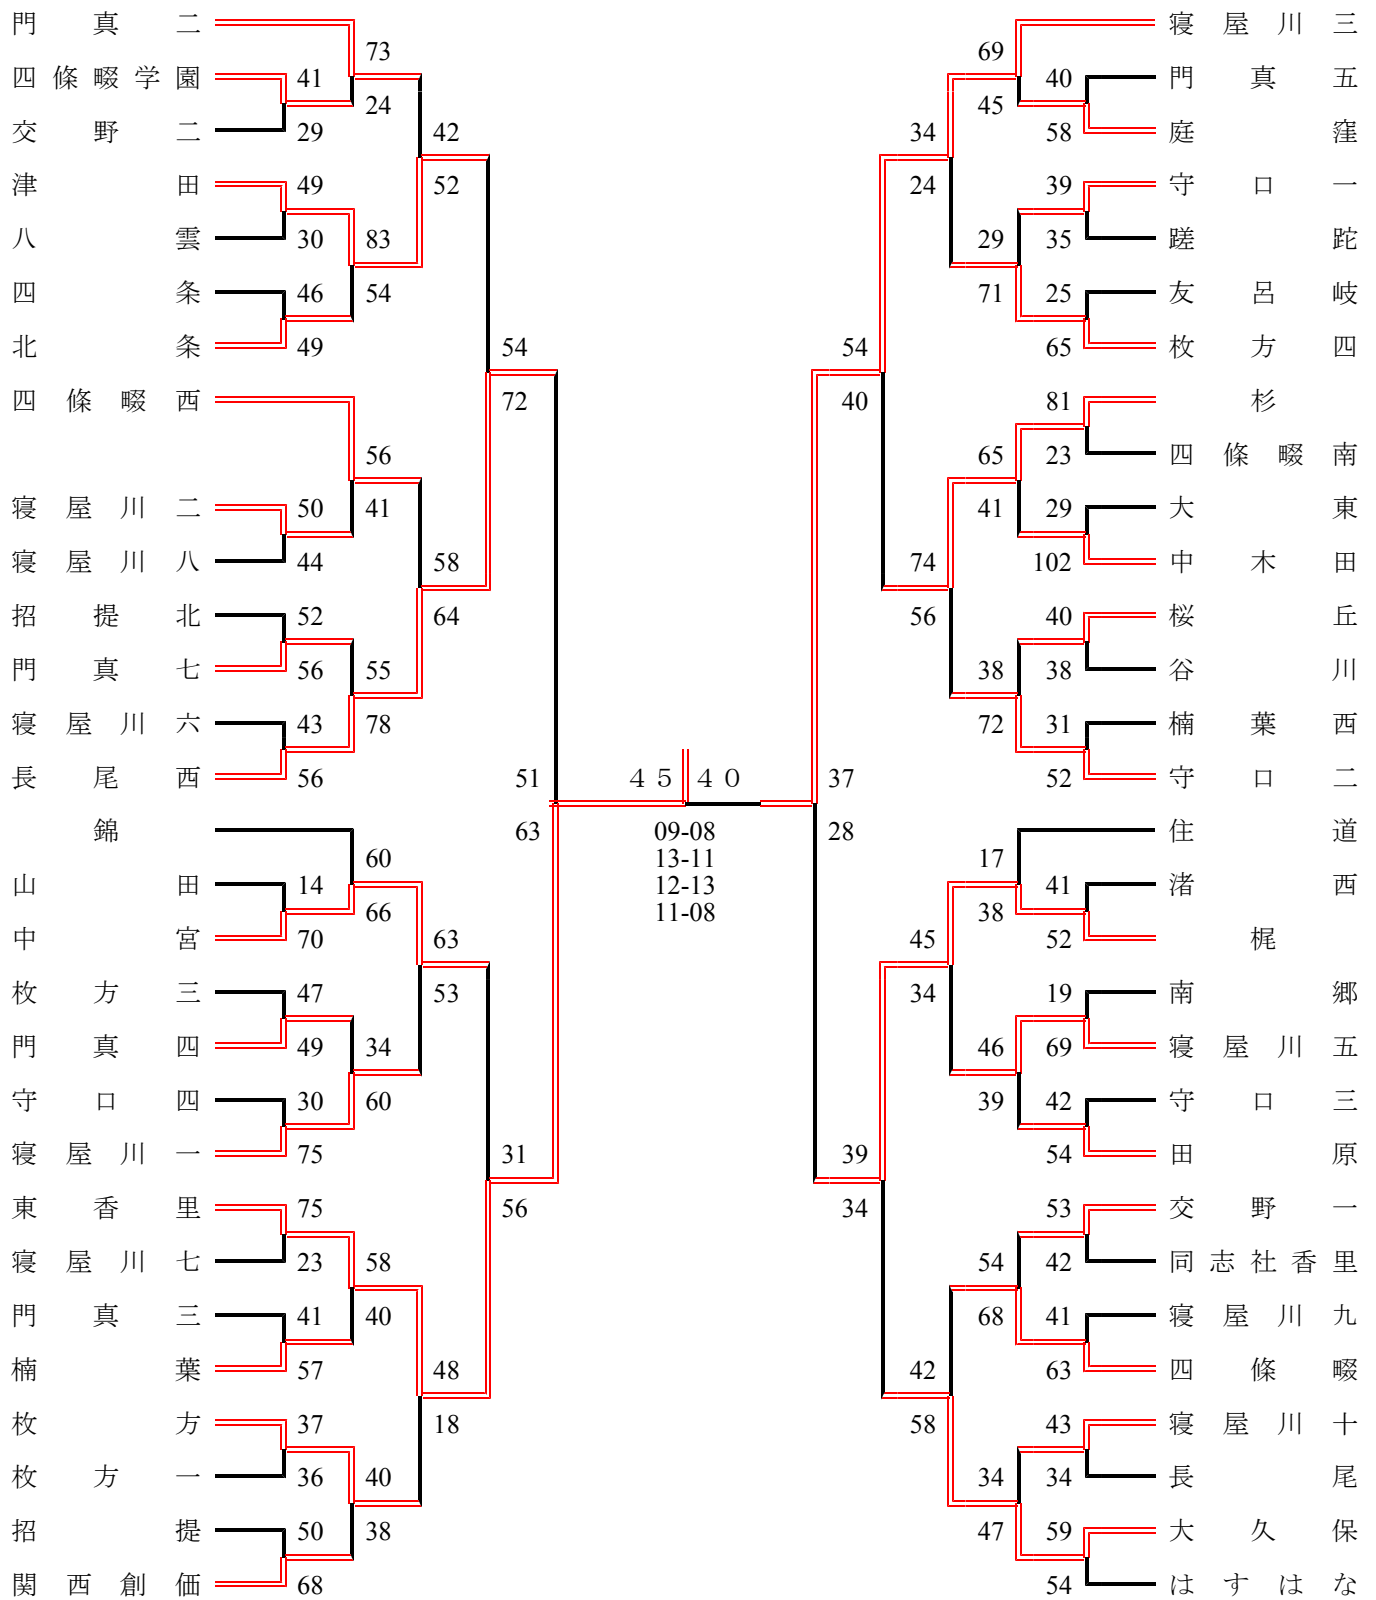 門真二
73
四條畷学園 41
24
交野二 29
42
津田 49
52
八雲 30
83
四条 46
54
北条 49
54
四條畷西
72
56
寝屋川二 50
41
寝屋川八 44
58
招提北 52
64
門真七 56
55
寝屋川六 43
78
長尾西 56
51
錦
63
60
山田 14
66
中宮 70
63
枚方三 47
53
門真四 49
34
守口四 30
60
寝屋川一 75
31
東香里 75
56
寝屋川七 23
58
門真三 41
40
楠葉 57
48
枚方 37
18
枚方一 36
40
招提 50
38
関西創価 68
45 40
09-08
13-11
12-13
11-08
寝屋川三
69
40 門真五
45
58 庭窪
34
39 守口一
24
35 蹉跎
29
25 友呂岐
71
65 枚方四
54
81 杉
40
23 四條畷南
65
29 大東
41
102 中木田
74
40 桜丘
56
38 谷川
38
31 楠葉西
72
52 守口二
37
住道
28
17
41 渚西
38
52 梶
45
19 南郷
34
69 寝屋川五
46
42 守口三
39
54 田原
39
53 交野一
34
42 同志社香里
54
41 寝屋川九
68
63 四條畷
42
43 寝屋川十
58
34 長尾
34
59 大久保
47
54 はすはな